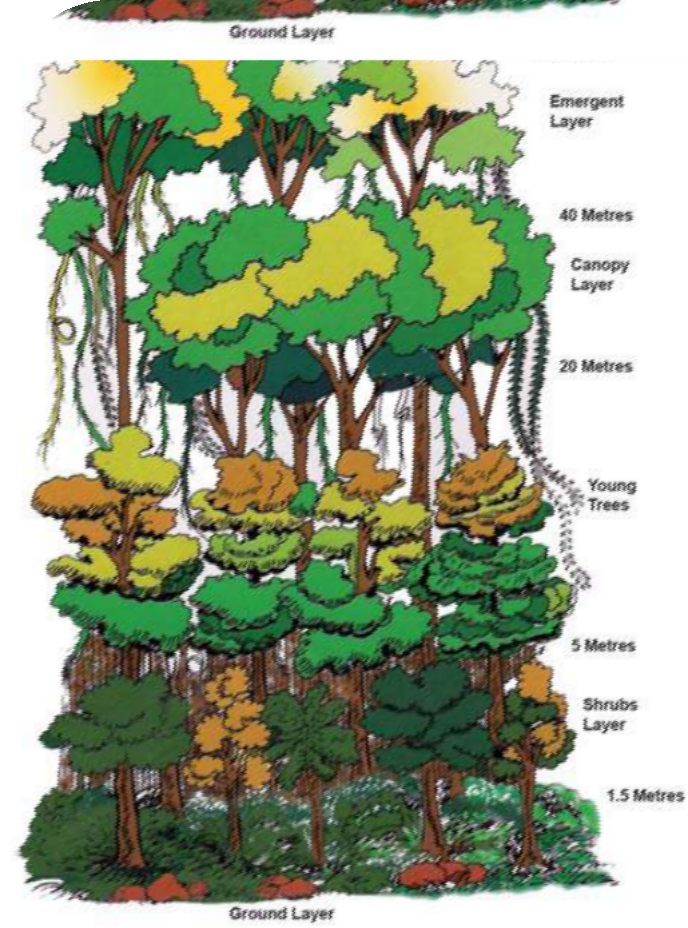 Ground Layer
Emergent
Layer
40 Metres
Canopy
Layer
20 Metres
Young
Trees
5 Metres
Shrubs
Layer
1.5 Metres
Ground Layer